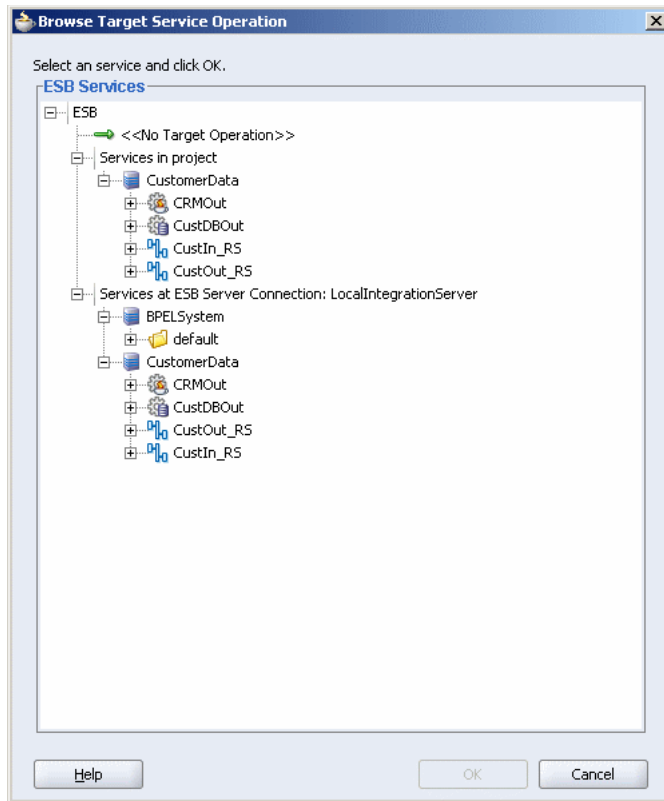 Browse Target Service Operation
Select an service and click OK.
ESB Services
ESB
<<No Target Operation>>
Services in project
CustomerData
CRMOut
CustDBOut
CustIn_RS
CustOut_RS
Services at ESB Server Connection: LocalIntegrationServer
BPELSystem
default
CustomerData
CRMOut
CustDBOut
CustOut_RS
CustIn_RS
Help OK Cancel